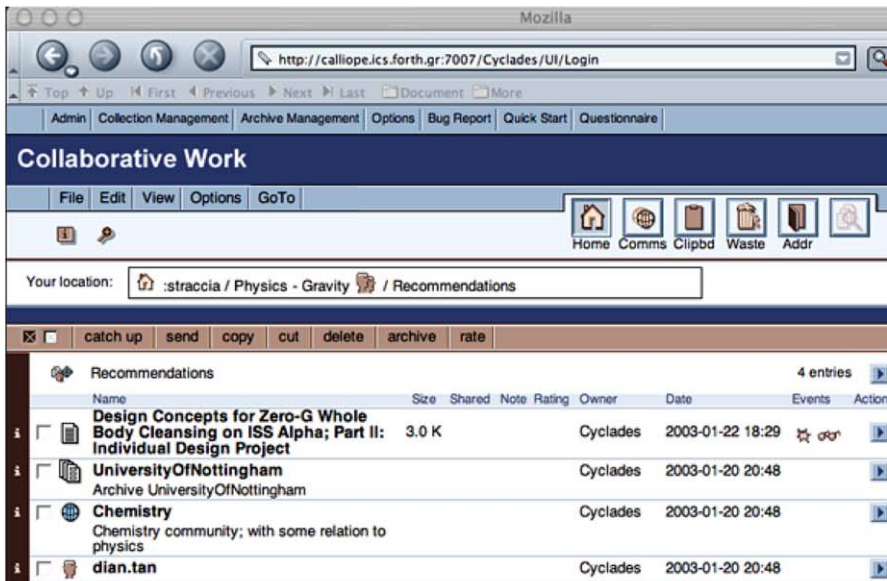 Mozilla
http://calliope.ics.forth.gr:7007/Cyclades/UI/Login
Top Up First Previous Next Last Document More
Admin Collection Management Archive Management Options Bug Report Quick Start Questionnaire
Collaborative Work
File Edit View Options GoTo
Home Comms Clipbd Waste Addr
Your location: :straccia / Physics - Gravity / Recommendations
catch up send copy cut delete archive rate
Recommendations 4 entries
Name Size Shared Note Rating Owner Date Events Action
Design Concepts for Zero-G Whole
Body Cleansing on ISS Alpha; Part II: 3.0 K Cyclades 2003-01-22 18:29
Individual Design Project
UniversityOfNottingham Cyclades 2003-01-20 20:48
Archive UniversityOfNottingham
Chemistry Cyclades 2003-01-20 20:48
Chemistry community; with some relation to
physics
dian.tan Cyclades 2003-01-20 20:48